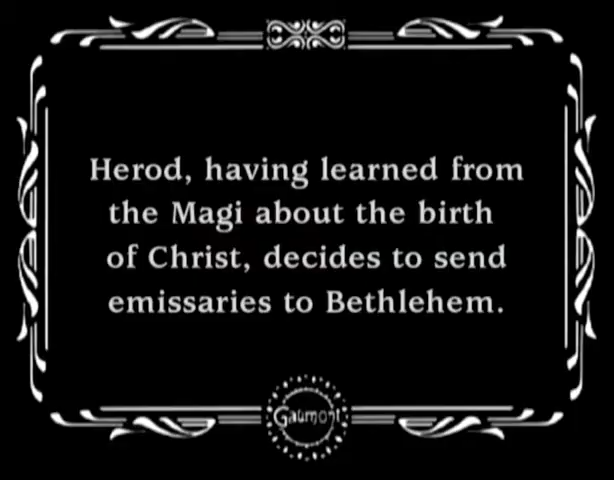 Herod, having learned from
the Magi about the birth
of Christ, decides to send
emissaries to Bethlehem.
Gaumont